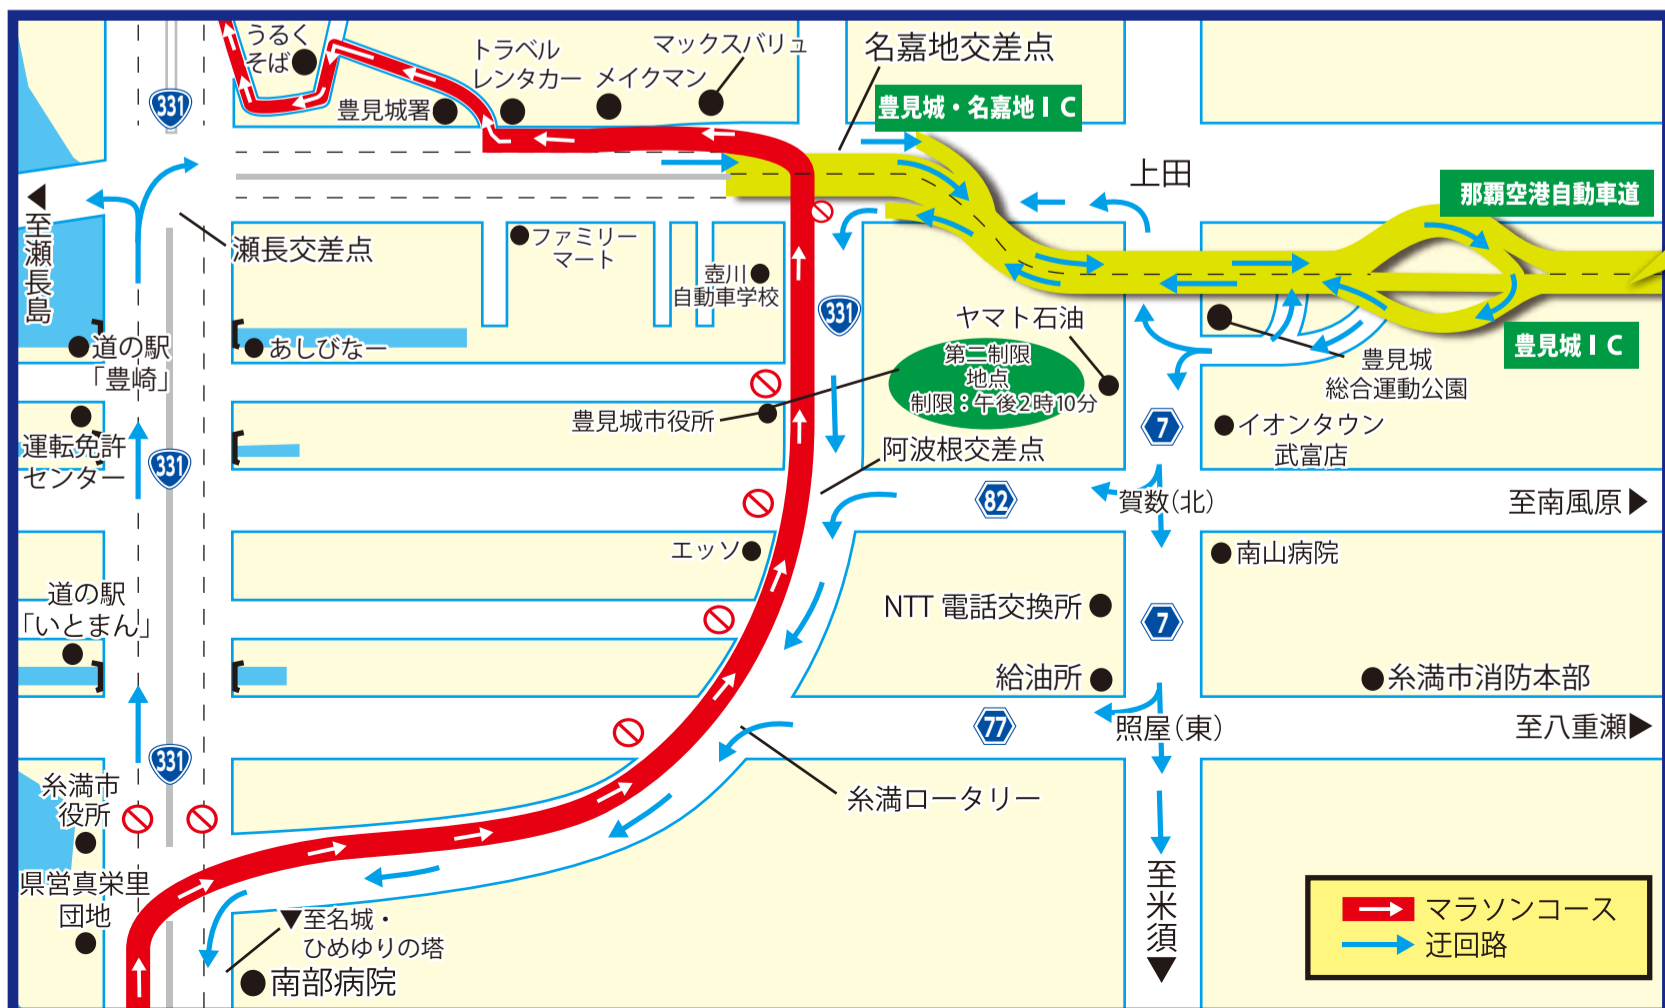 うるく
そば
トラベル
レンタカー
メイクマン
マックスバリュ
名嘉地交差点
豊見城署
331
豊見城・名嘉地ＩＣ
上田
那覇空港自動車道
至瀬長島
瀬長交差点
ファミリー
マート
壺川
自動車学校
331
ヤマト石油
豊見城ＩＣ
道の駅
「豊崎」
あしびなー
第二制限
地点
制限：午後2時10分
豊見城
総合運動公園
豊見城市役所
運転免許
センター
331
7
イオンタウン
武富店
阿波根交差点
82
賀数(北)
至南風原
エッソ
南山病院
道の駅
「いとまん」
NTT 電話交換所
7
給油所
糸満市消防本部
77
照屋(東)
至八重瀬
331
糸満市
役所
糸満ロータリー
県営真栄里
団地
至名城・
ひめゆりの塔
南部病院
至米須
マラソンコース
迂回路